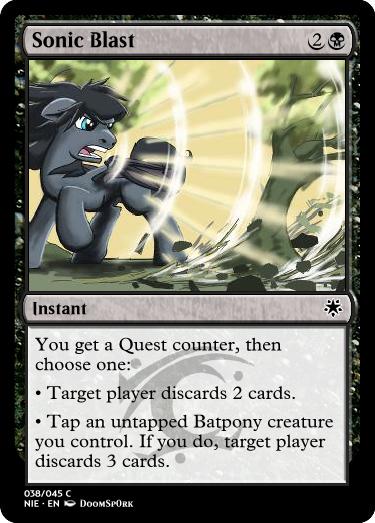 Sonic Blast 2
Instant
You get a Quest counter, then
choose one:
• Target player discards 2 cards.
• Tap an untapped Batpony creature
you control. If you do, target player
discards 3 cards.
038/045 C
NIE • EN DoomSp0rk